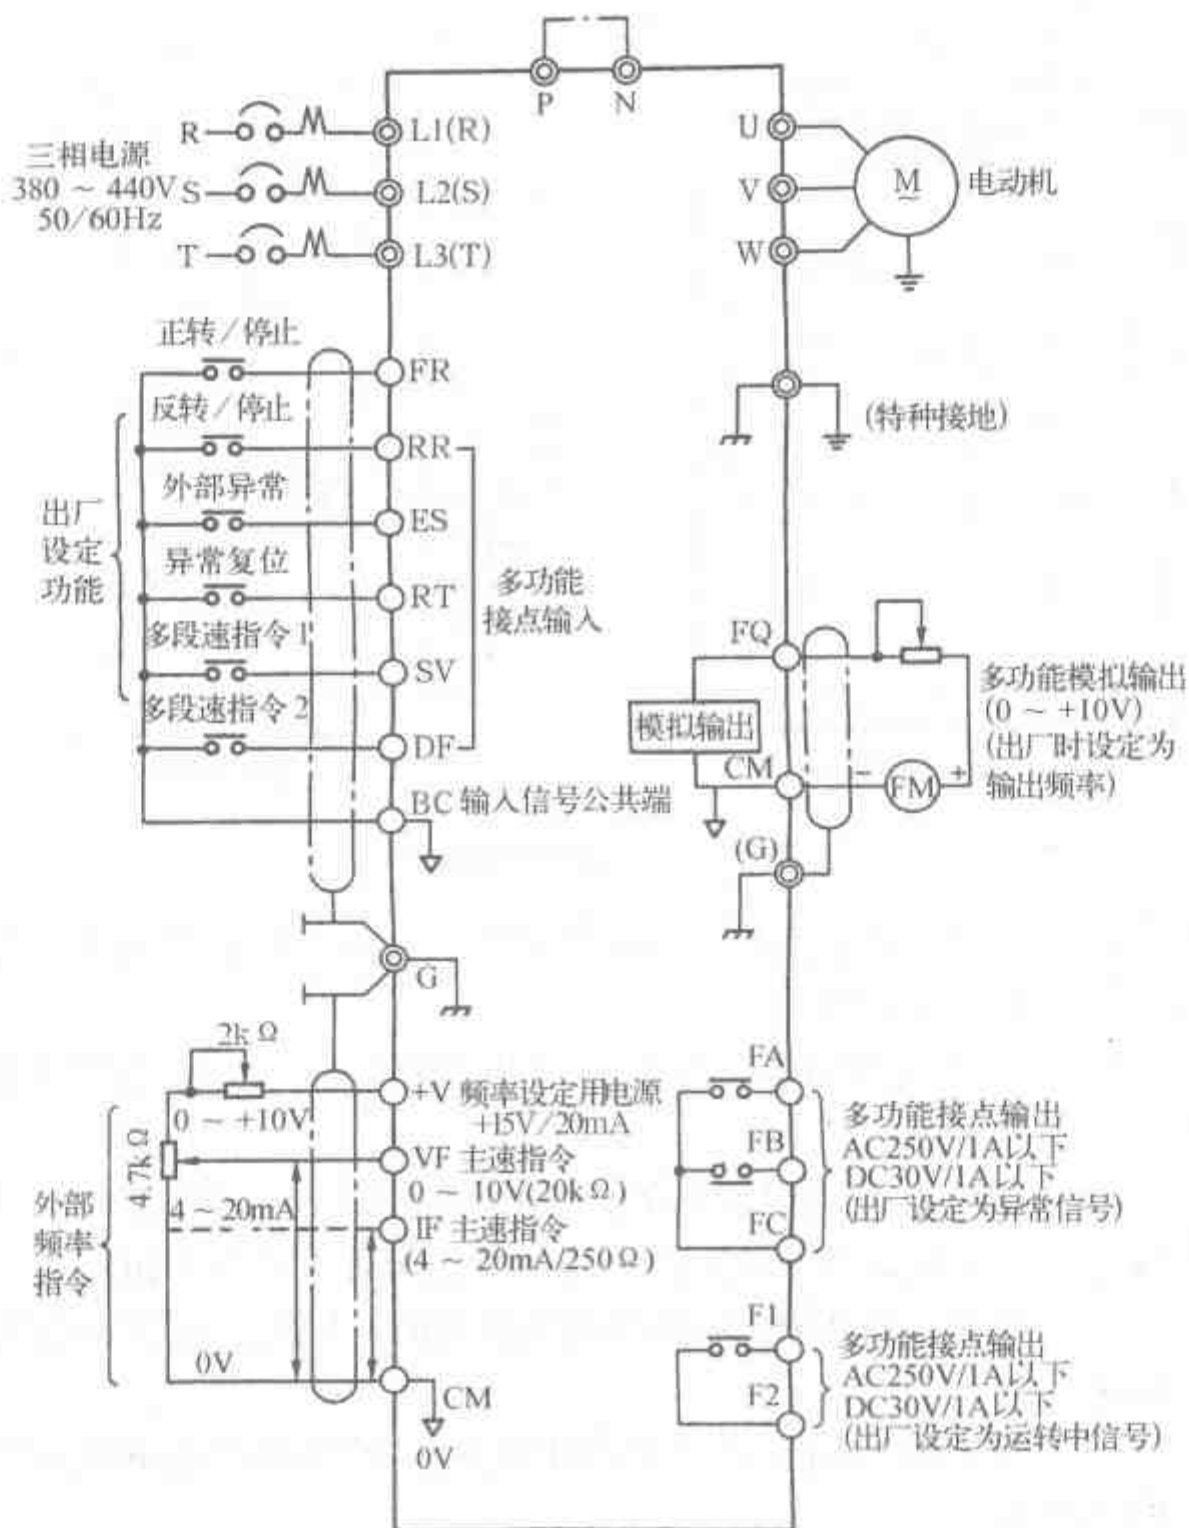 P
N
R
L1(R)
三相电源
380 ～ 440V
50/60Hz
S
L2(S)
T
L3(T)
U
V
W
M
~
电动机
正转／停止
FR
反转／停止
RR
外部异常
ES
异常复位
RT
多段速指令1
SV
多段速指令2
DF
出厂
设定
功能
多功能
接点输入
BC 输入信号公共端
G
(特种接地)
FQ
模拟输出
CM
－
FM
＋
多功能模拟输出
(0 ～ +10V)
(出厂时设定为
输出频率)
(G)
2kΩ
+V 频率设定用电源
+15V/20mA
0 ～ +10V
4.7kΩ
VF 主速指令
0 ～ 10V(20kΩ)
4 ～ 20mA
IF 主速指令
(4 ～ 20mA/250Ω)
外部
频率
指令
0V
CM
0V
FA
FB
FC
多功能接点输出
AC250V/1A以下
DC30V/1A以下
(出厂设定为异常信号)
F1
F2
多功能接点输出
AC250V/1A以下
DC30V/1A以下
(出厂设定为运转中信号)